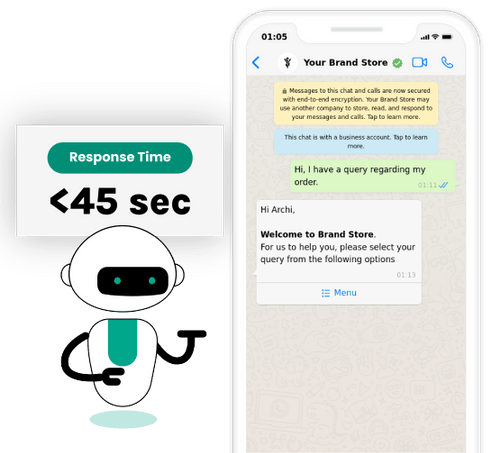 Response Time
<45 sec
01:05
Your Brand Store
Messages to this chat and calls are now secured
with end-to-end encryption. Your Brand Store may
use another company to store, read, and respond to
your messages and calls. Tap to learn more.
This chat is with a business account. Tap to learn
more.
Hi, I have a query regarding my
order.
01:11
Hi Archi,
Welcome to Brand Store.
For us to help you, please select your
query from the following options
01:13
Menu